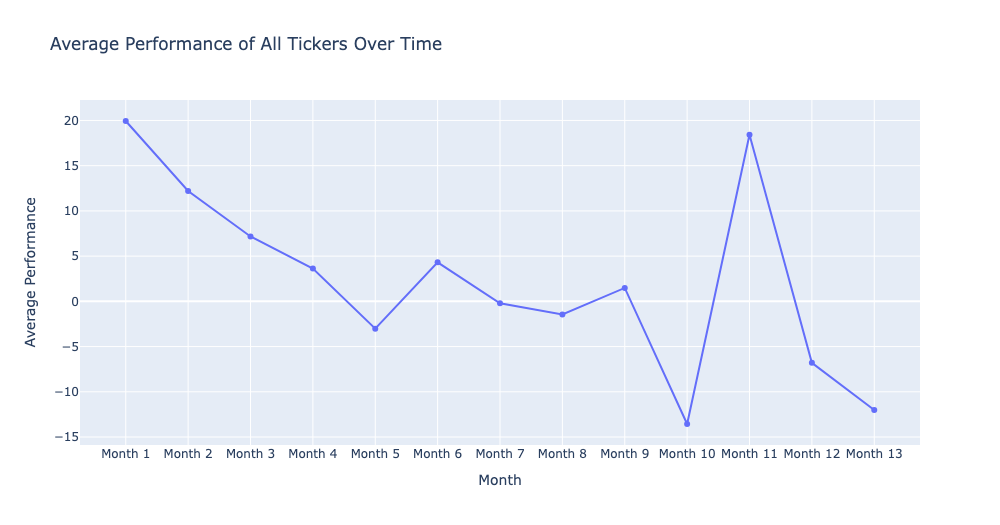 Average Performance of All Tickers Over Time
Average Performance
20
15
10
5
0
−5
−10
−15
Month 1 Month 2 Month 3 Month 4 Month 5 Month 6 Month 7 Month 8 Month 9 Month 10 Month 11 Month 12 Month 13
Month